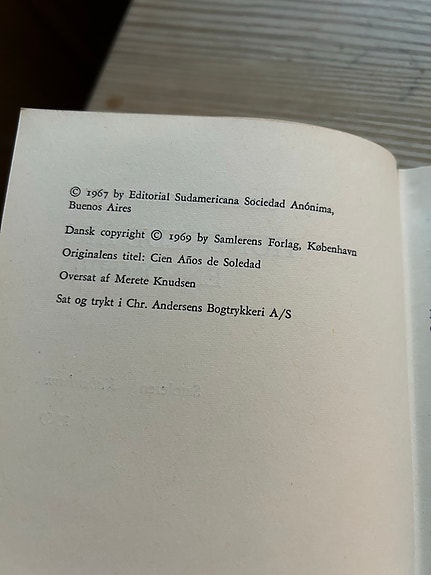 © 1967 by Editorial Sudamericana Sociedad Anónima,
Buenos Aires
Dansk copyright © 1969 by Samlerens Forlag, København
Originalens titel: Cien Años de Soledad
Oversat af Merete Knudsen
Sat og trykt i Chr. Andersens Bogtrykkeri A/S